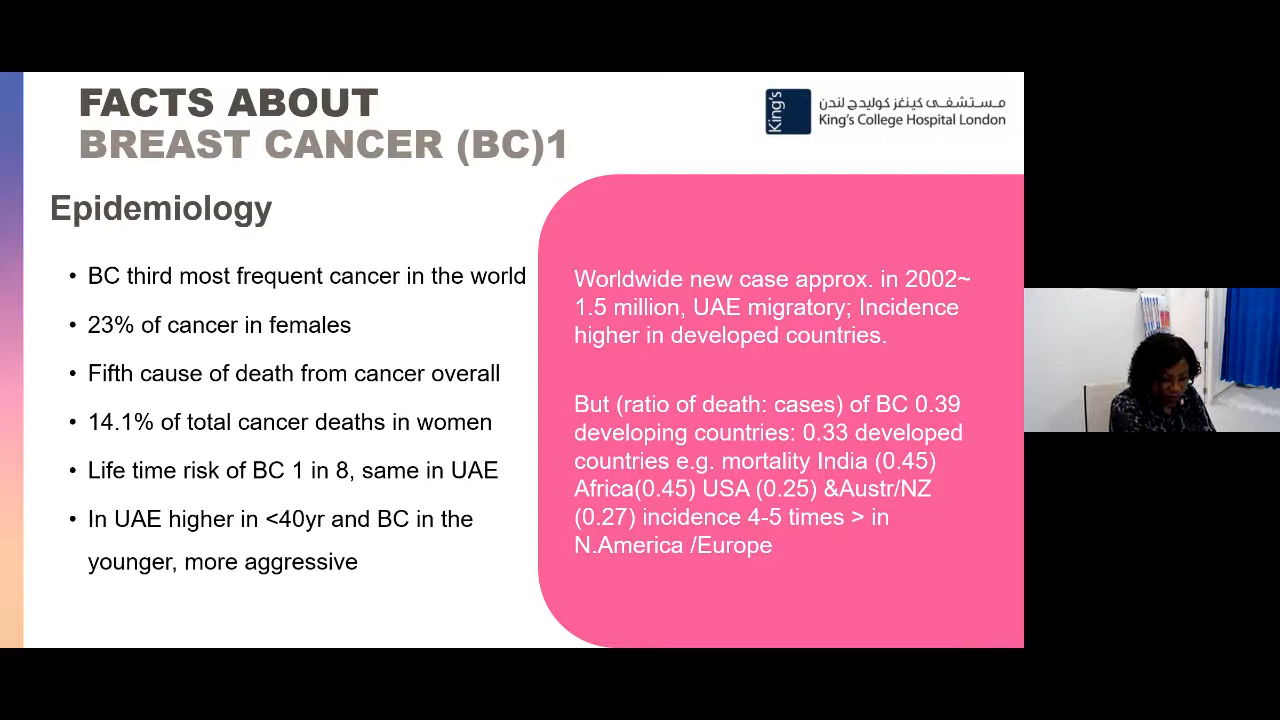 FACTS ABOUT
BREAST CANCER (BC)1
King's
مستشفى كينغز كوليدج لندن
King's College Hospital London
Epidemiology
• BC third most frequent cancer in the world
• 23% of cancer in females
• Fifth cause of death from cancer overall
• 14.1% of total cancer deaths in women
• Life time risk of BC 1 in 8, same in UAE
• In UAE higher in <40yr and BC in the
younger, more aggressive
Worldwide new case approx. in 2002~
1.5 million, UAE migratory; Incidence
higher in developed countries.
But (ratio of death: cases) of BC 0.39
developing countries: 0.33 developed
countries e.g. mortality India (0.45)
Africa(0.45) USA (0.25) &Austr/NZ
(0.27) incidence 4-5 times > in
N.America /Europe